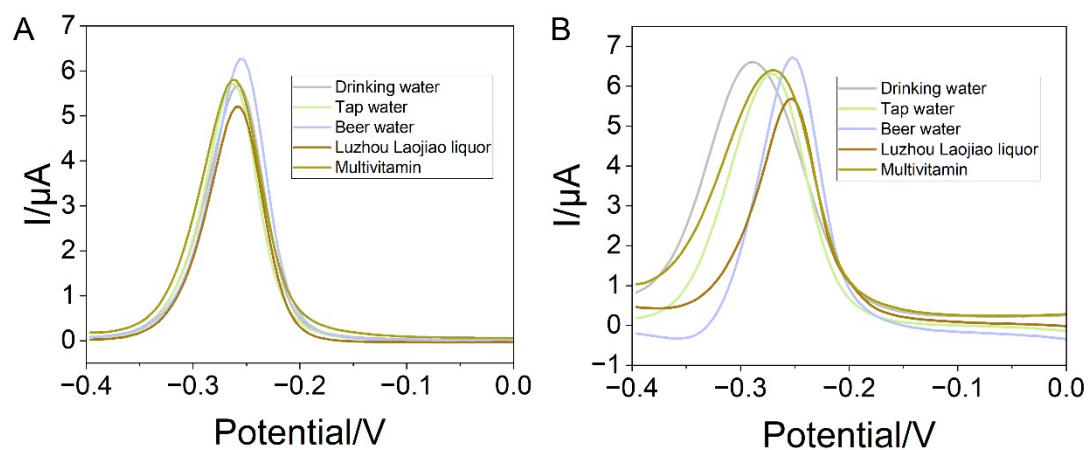 A
I/μA
7
6
5
4
3
2
1
0
Drinking water
Tap water
Beer water
Luzhou Laojiao liquor
Multivitamin
−0.4
−0.3
−0.2
−0.1
0.0
Potential/V
B
I/μA
7
6
5
4
3
2
1
0
−1
Drinking water
Tap water
Beer water
Luzhou Laojiao liquor
Multivitamin
−0.4
−0.3
−0.2
−0.1
0.0
Potential/V